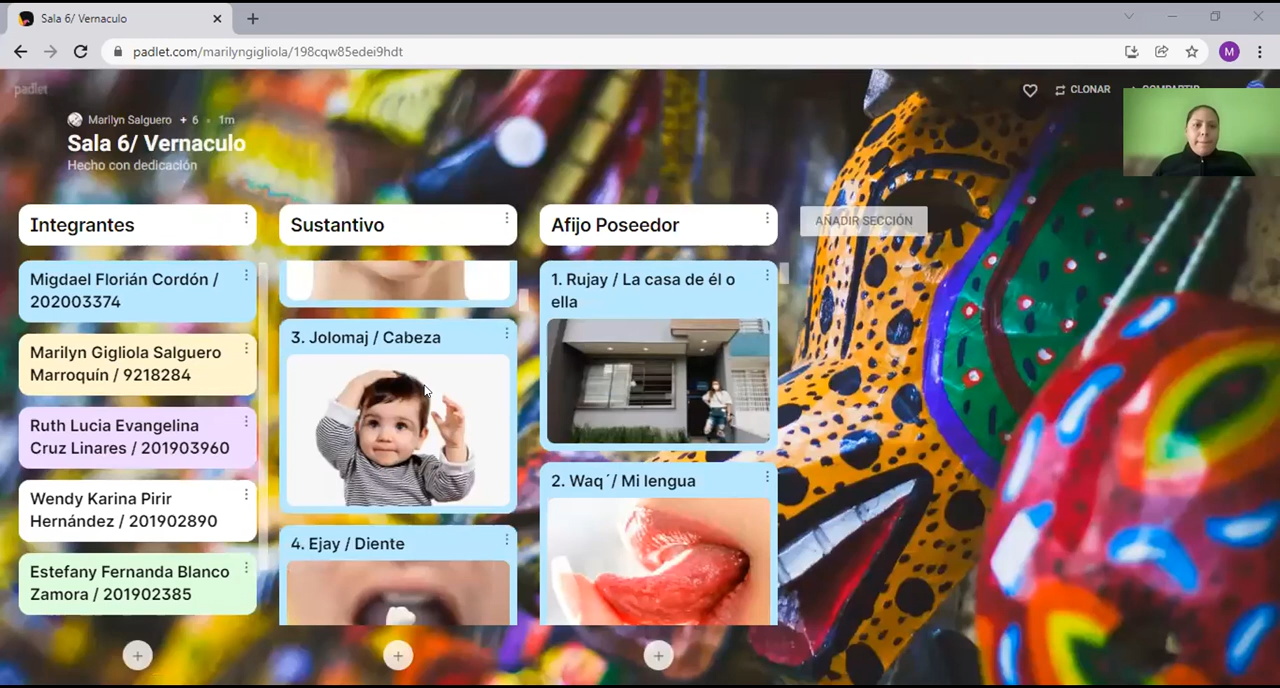 Sala 6/ Vernaculo
padlet.com/marilyngigliola/198cqw85edei9hdt
M
padlet
CLONAR
COMPARTIR
Marilyn Salguero + 6 • 1m
Sala 6/ Vernaculo
Hecho con dedicación
Integrantes
Migdael Florián Cordón /
202003374
Marilyn Gigliola Salguero
Marroquín / 9218284
Ruth Lucia Evangelina
Cruz Linares / 201903960
Wendy Karina Pirir
Hernández / 201902890
Estefany Fernanda Blanco
Zamora / 201902385
Sustantivo
3. Jolomaj / Cabeza
4. Ejay / Diente
Afijo Poseedor
1. Rujay / La casa de él o
ella
2. Waq´/ Mi lengua
AÑADIR SECCIÓN